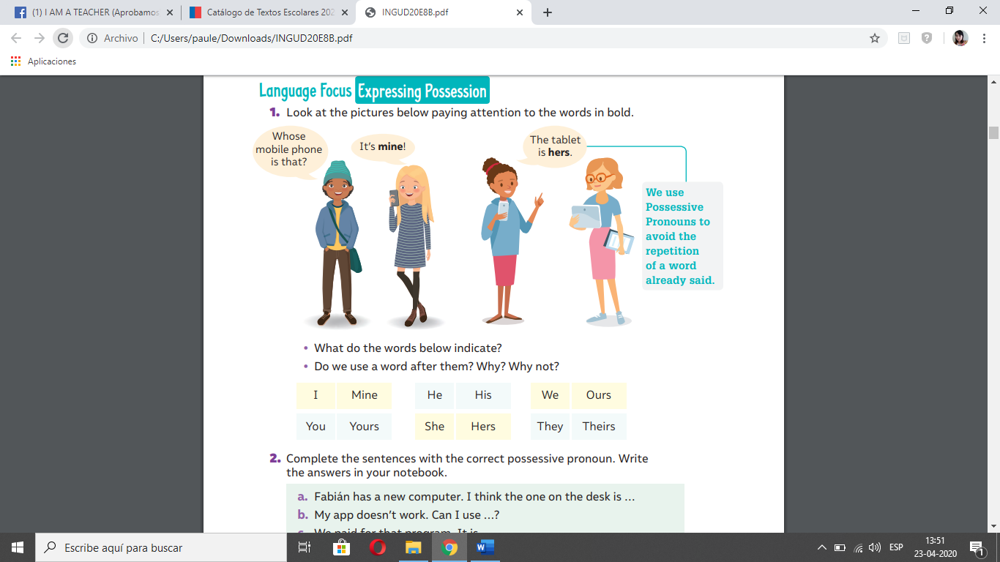 (1) I AM A TEACHER (Aprobamos
Catálogo de Textos Escolares 202
INGUD20E8B.pdf
Archivo
C:/Users/paule/Downloads/INGUD20E8B.pdf
Aplicaciones
Language Focus Expressing Possession
1. Look at the pictures below paying attention to the words in bold.
Whose
mobile phone
is that?
It's mine!
The tablet
is hers.
We use
Possessive
Pronouns to
avoid the
repetition
of a word
already said.
• What do the words below indicate?
• Do we use a word after them? Why? Why not?
I Mine He His We Ours
You Yours She Hers They Theirs
2. Complete the sentences with the correct possessive pronoun. Write
the answers in your notebook.
a. Fabián has a new computer. I think the one on the desk is …
b. My app doesn't work. Can I use …?
c. We paid for that program. It is
Escribe aquí para buscar
ESP
13:51
23-04-2020
1